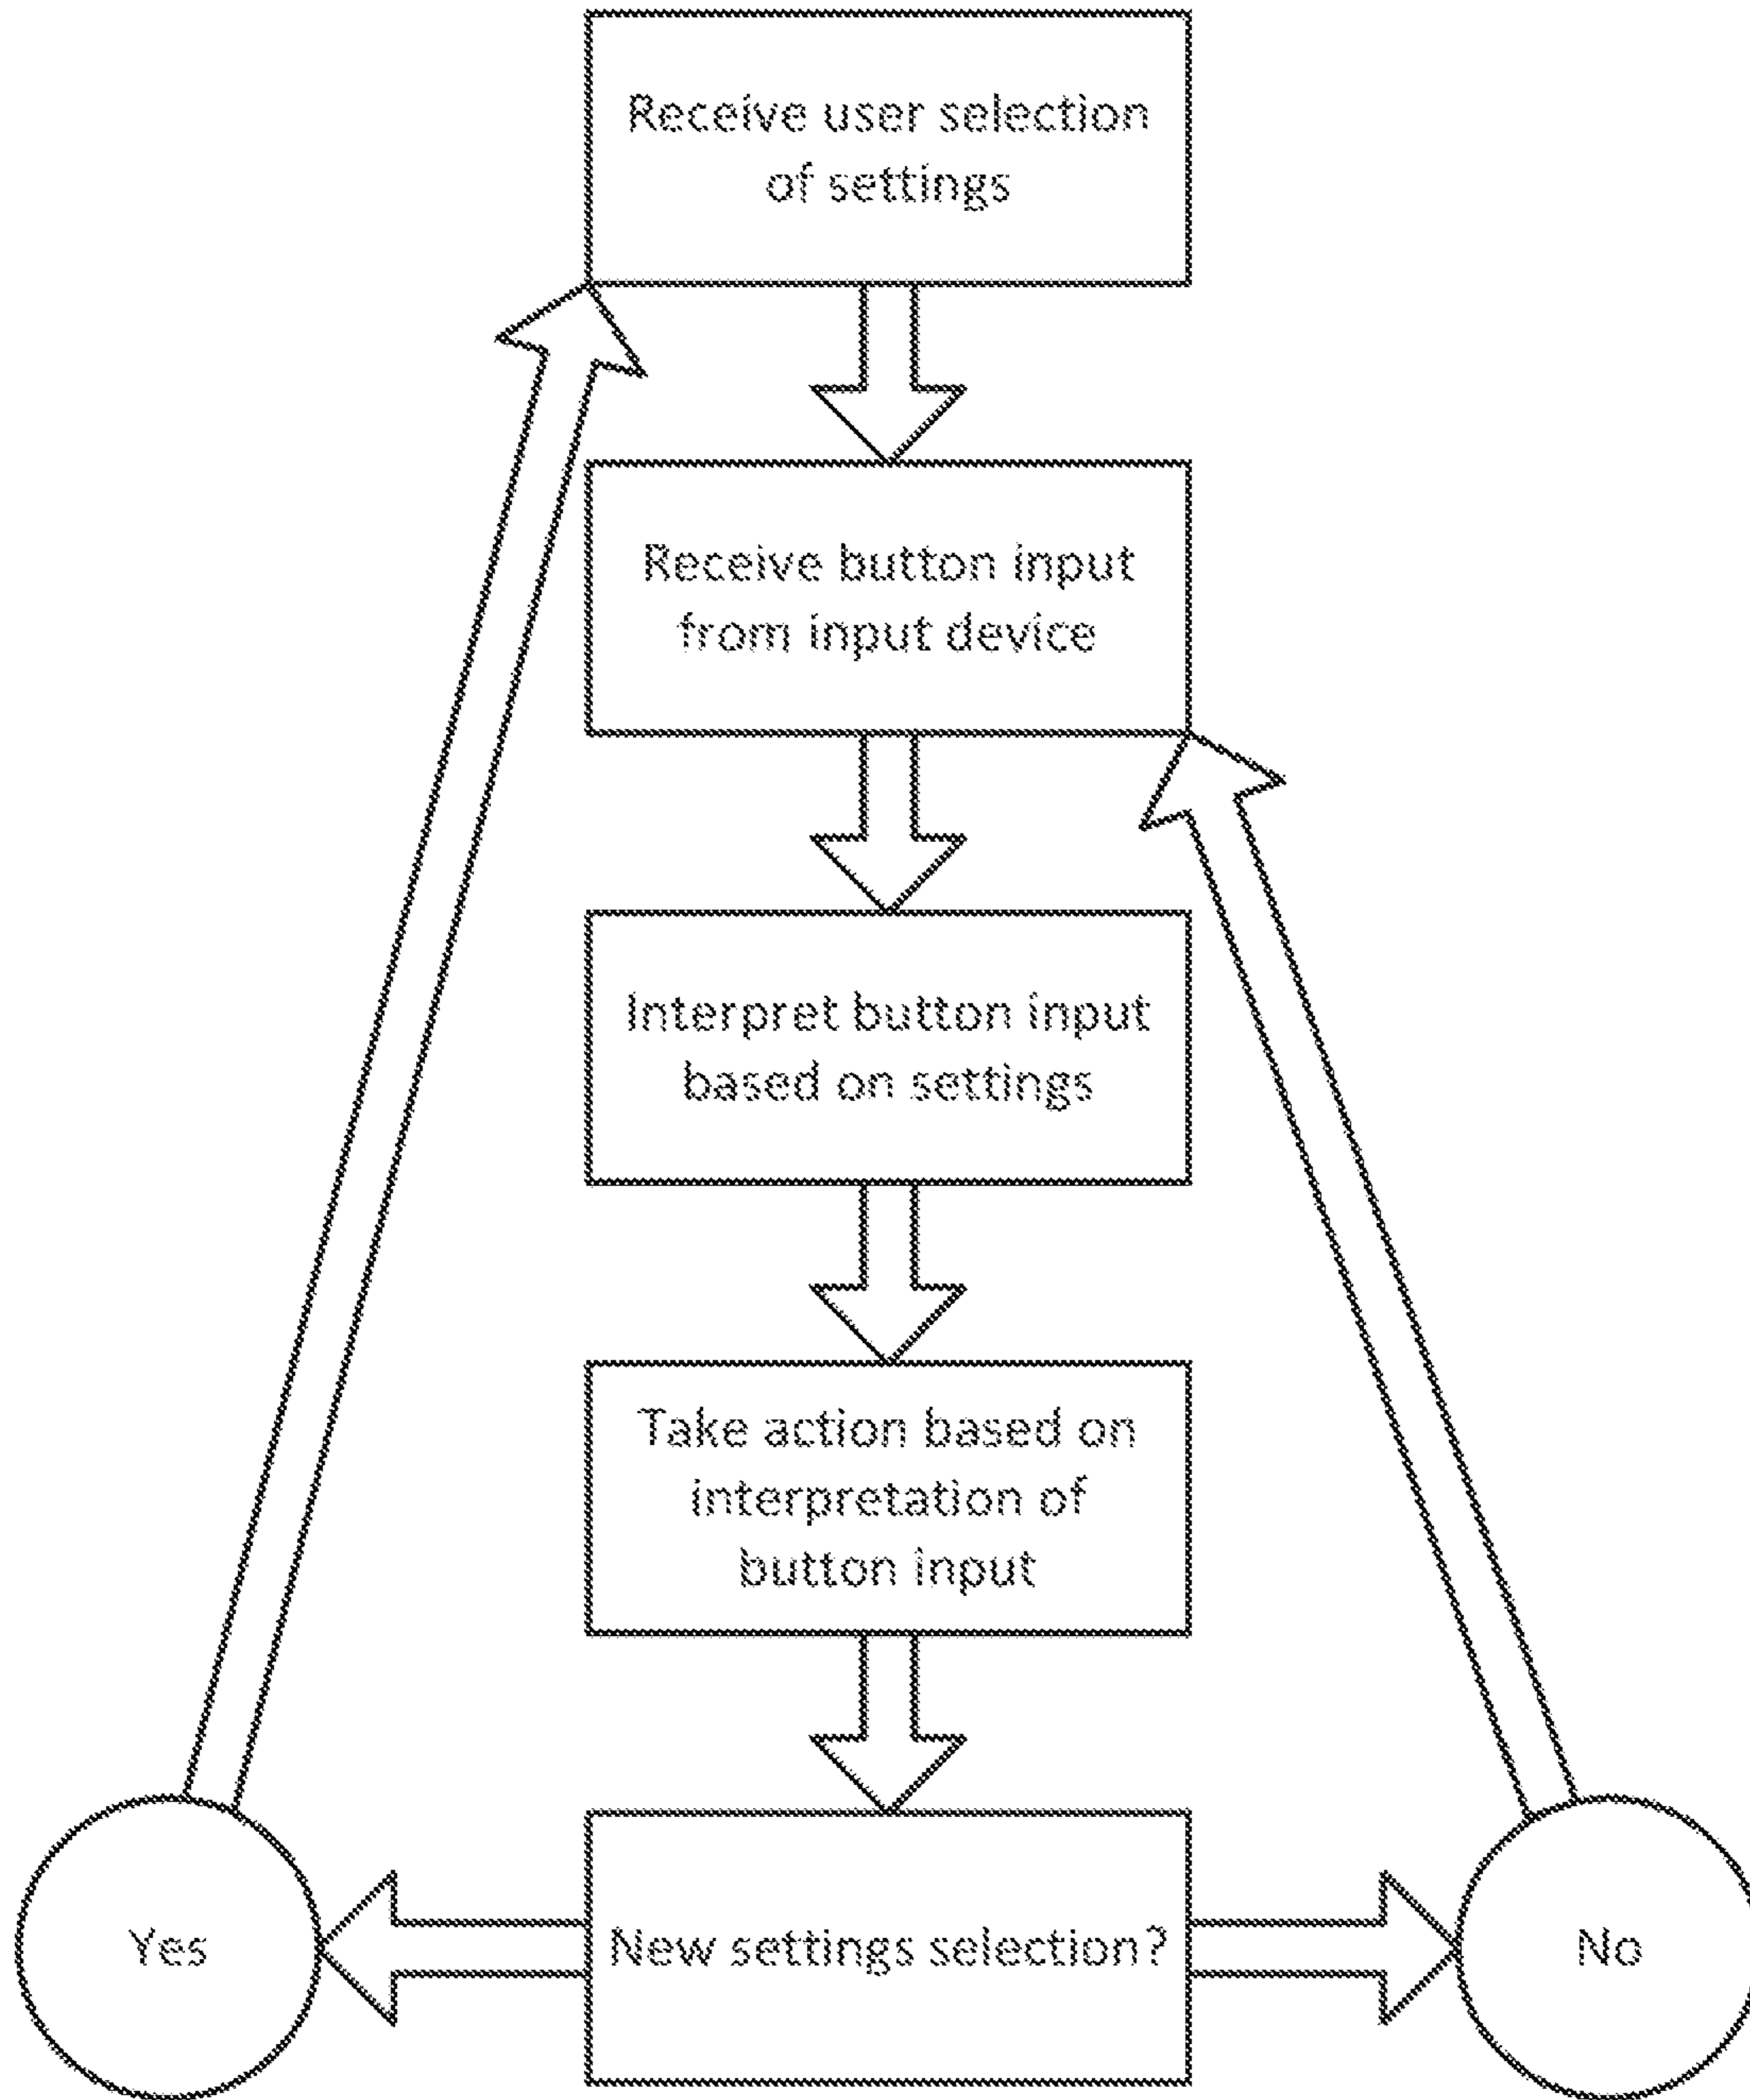 Receive user selection
of settings
Receive button input
from input device
Interpret button input
based on settings
Take action based on
interpretation of
button input
Yes
New settings selection?
No